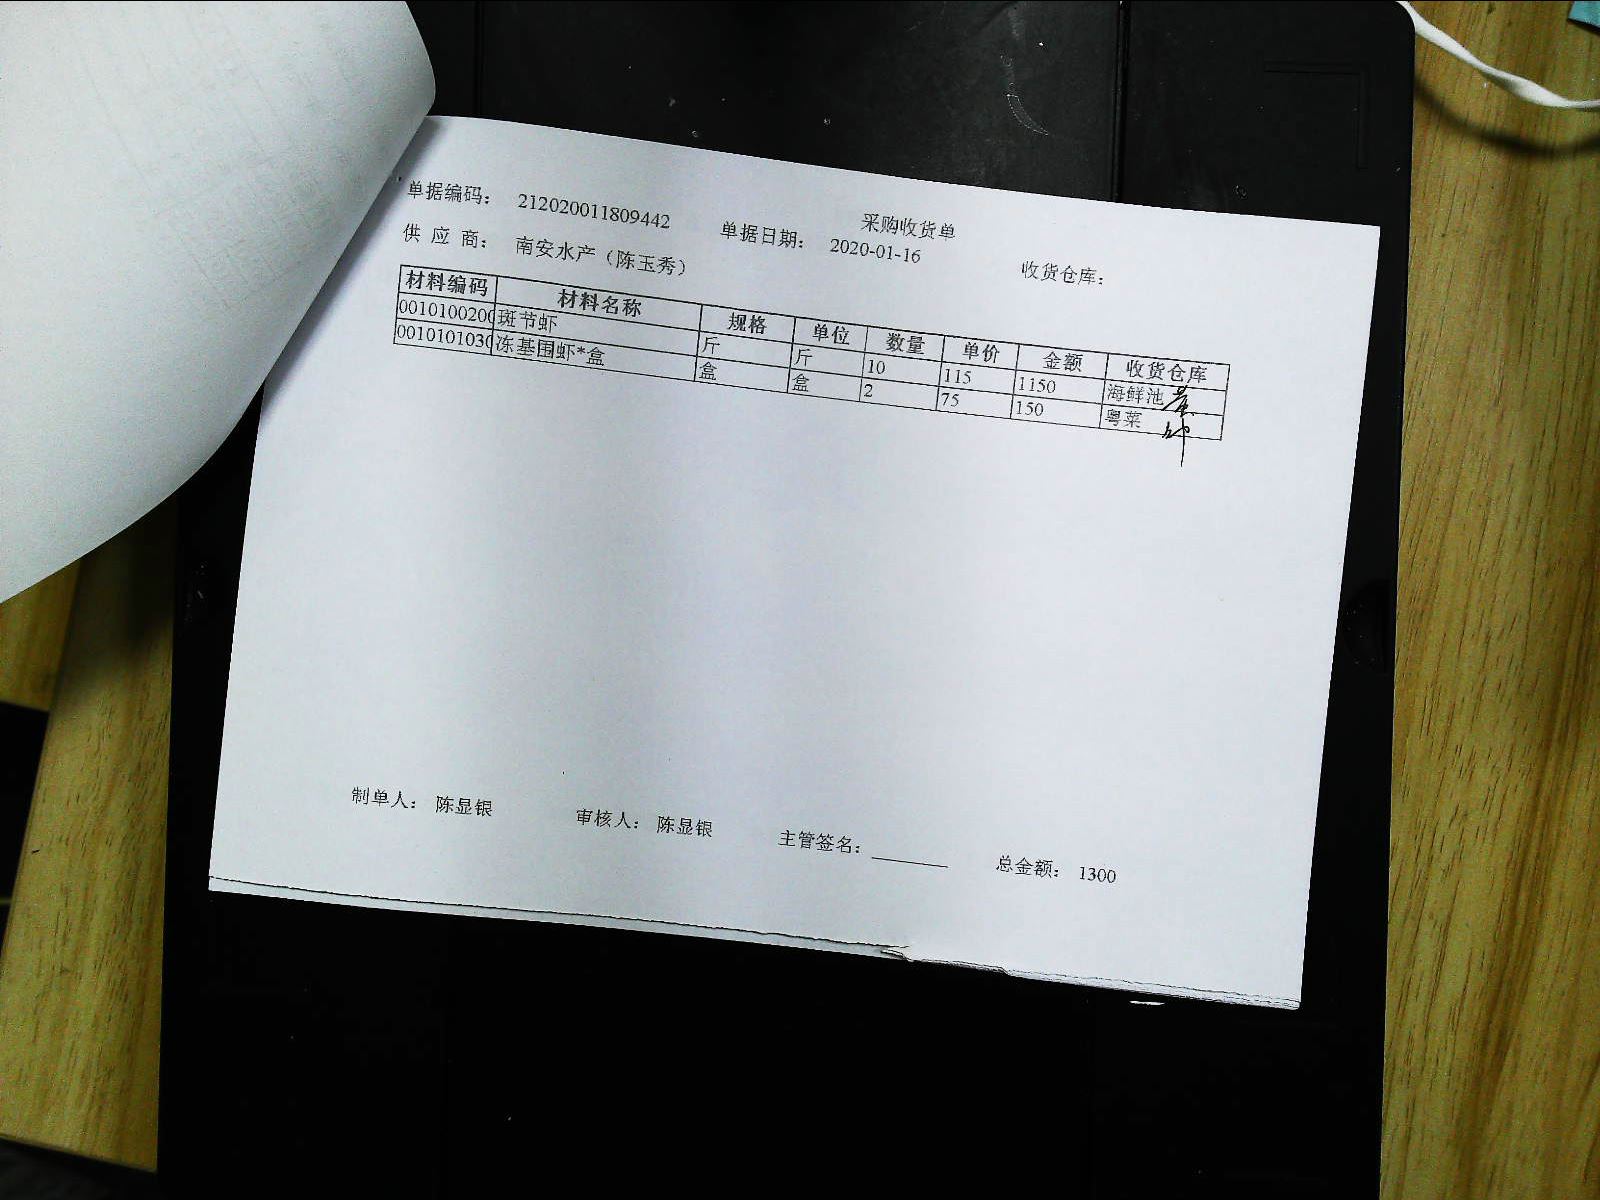 采购收货单
单据编码: 212020011809442 单据日期: 2020-01-16 收货仓库:
供 应 商: 南安水产（陈玉秀）
材料编码 材料名称 规格 单位 数量 单价 金额 收货仓库
0010100200 斑节虾 斤 斤 10 115 1150 海鲜池
0010101030 冻基围虾*盒 盒 盒 2 75 150 粤菜
制单人: 陈显银 审核人: 陈显银 主管签名: 总金额: 1300